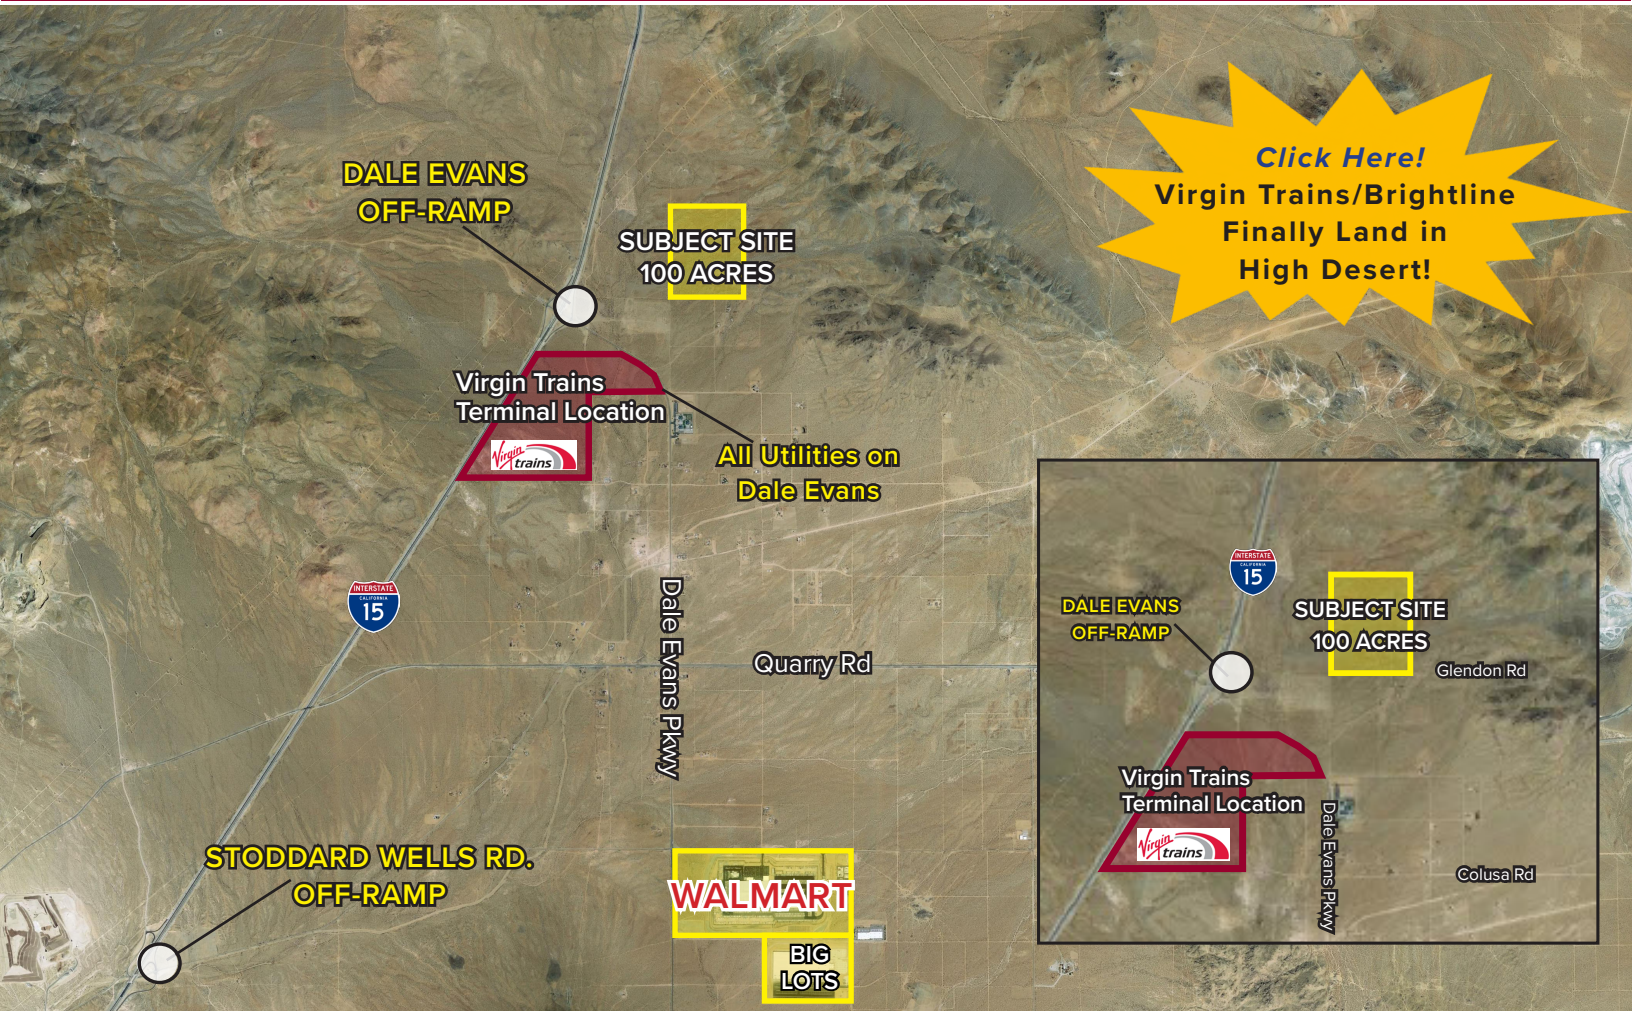 Click Here!
Virgin Trains/Brightline
Finally Land in
High Desert!
DALE EVANS
OFF-RAMP
SUBJECT SITE
100 ACRES
Virgin Trains
Terminal Location
Virgin
trains
All Utilities on
Dale Evans
INTERSTATE
CALIFORNIA
15
Dale Evans Pkwy
Quarry Rd
STODDARD WELLS RD.
OFF-RAMP
WALMART
BIG
LOTS
INTERSTATE
CALIFORNIA
15
DALE EVANS
OFF-RAMP
SUBJECT SITE
100 ACRES
Glendon Rd
Virgin Trains
Terminal Location
Virgin
trains
Dale Evans Pkwy
Colusa Rd